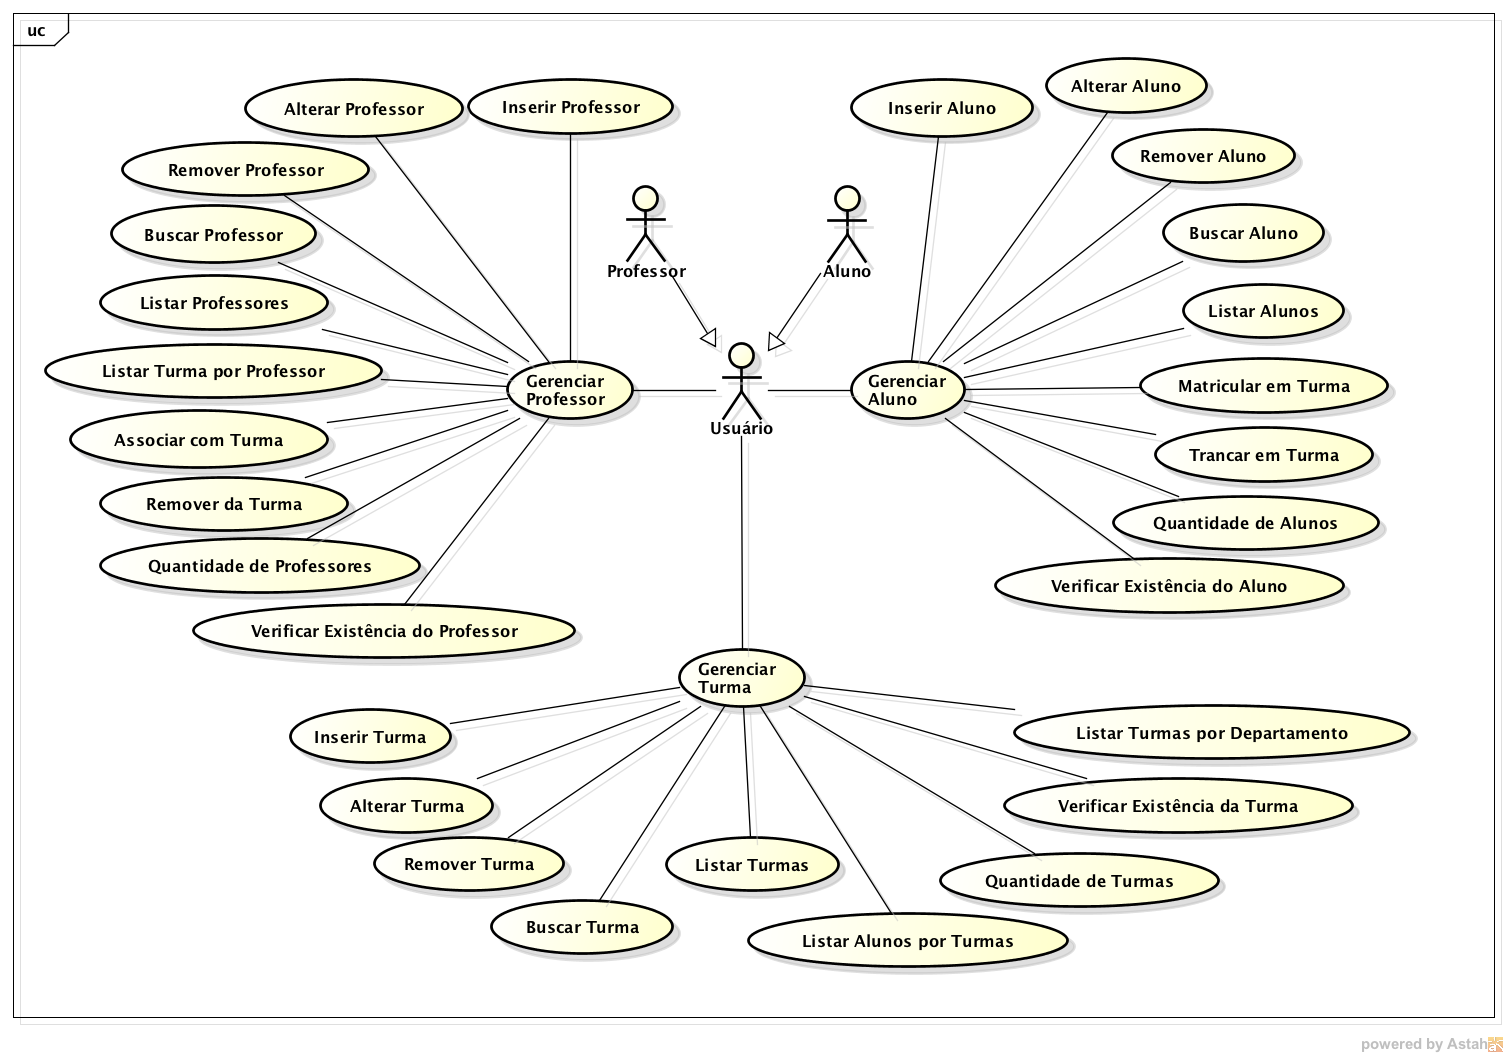 uc
Alterar Professor
Inserir Professor
Inserir Aluno
Alterar Aluno
Remover Professor
Remover Aluno
Buscar Professor
Buscar Aluno
Professor
Aluno
Listar Professores
Listar Alunos
Listar Turma por Professor
Gerenciar
Professor
Usuário
Gerenciar
Aluno
Matricular em Turma
Associar com Turma
Trancar em Turma
Remover da Turma
Quantidade de Alunos
Quantidade de Professores
Verificar Existência do Aluno
Verificar Existência do Professor
Gerenciar
Turma
Inserir Turma
Listar Turmas por Departamento
Alterar Turma
Verificar Existência da Turma
Remover Turma
Listar Turmas
Quantidade de Turmas
Buscar Turma
Listar Alunos por Turmas
powered by Astah